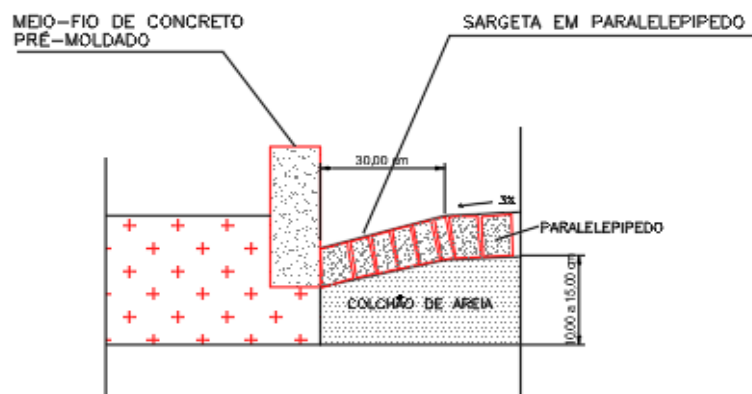 MEIO-FIO DE CONCRETO
PRÉ-MOLDADO
SARGETA EM PARALELEPIPEDO
30,00 cm
3%
PARALELEPIPEDO
COLCHÃO DE AREIA
10,00 a 15,00 cm